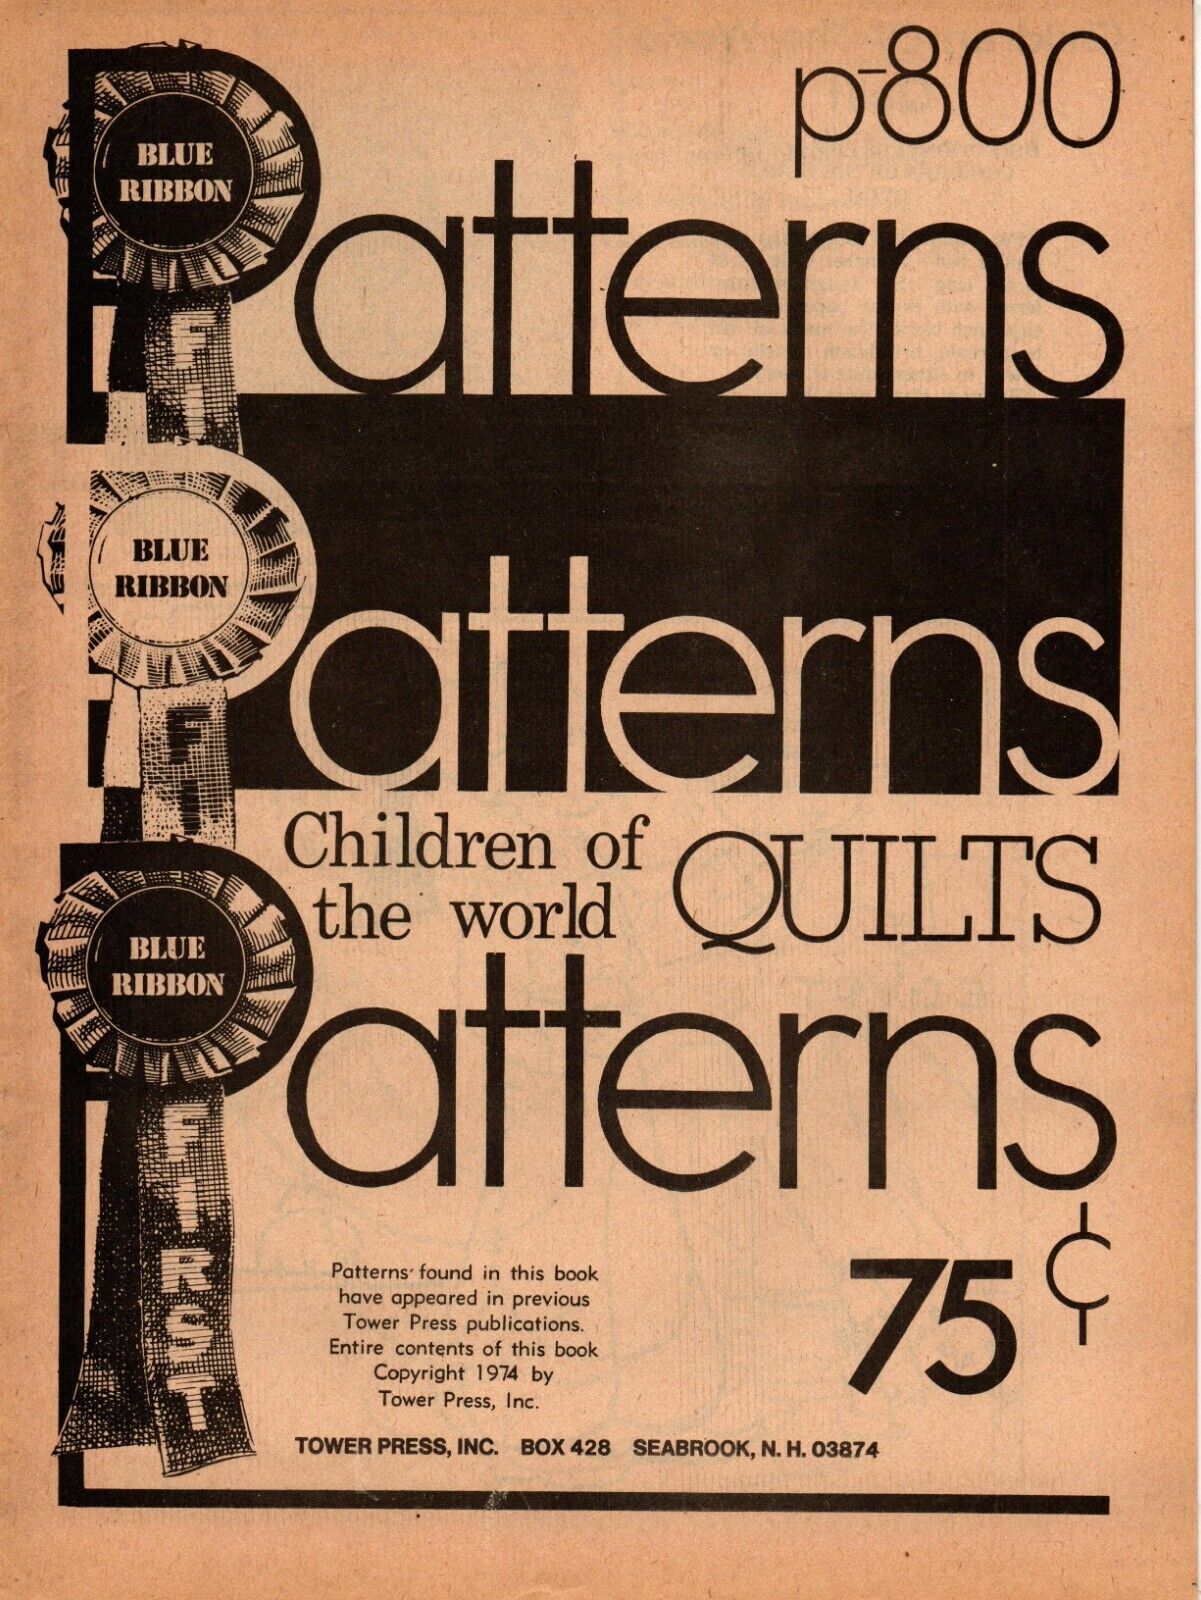 p-800
BLUE
RIBBON
Patterns
FI
BLUE
RIBBON
Patterns
FI
Children of
the world
QUILTS
BLUE
RIBBON
Patterns
FIRST
75¢
Patterns found in this book
have appeared in previous
Tower Press publications.
Entire contents of this book
Copyright 1974 by
Tower Press, Inc.
TOWER PRESS, INC. BOX 428 SEABROOK, N. H. 03874